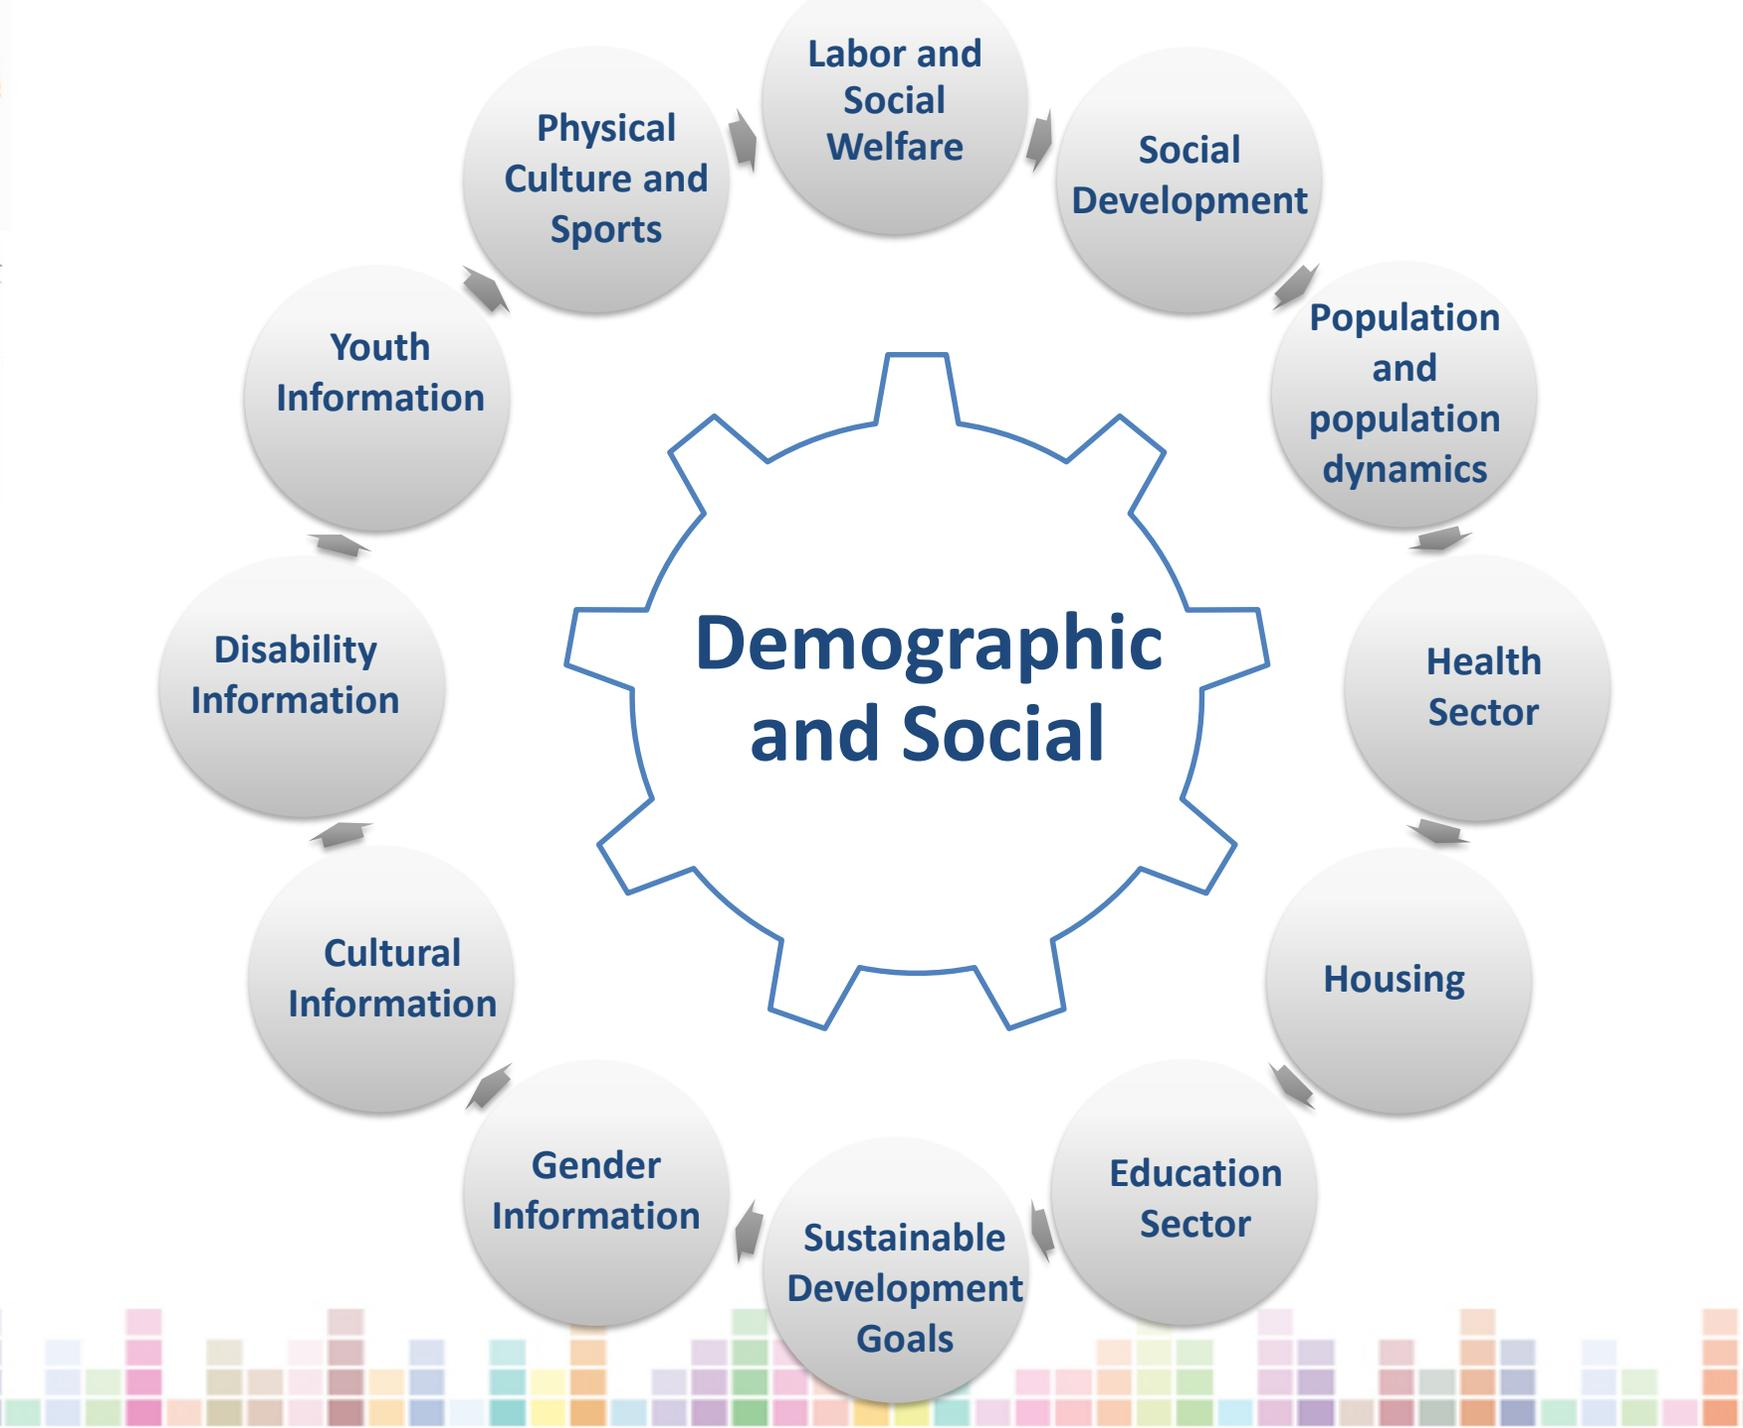 Labor and
Social
Welfare
Social
Development
Population
and
population
dynamics
Health
Sector
Housing
Education
Sector
Sustainable
Development
Goals
Gender
Information
Cultural
Information
Disability
Information
Youth
Information
Physical
Culture and
Sports
Demographic
and Social